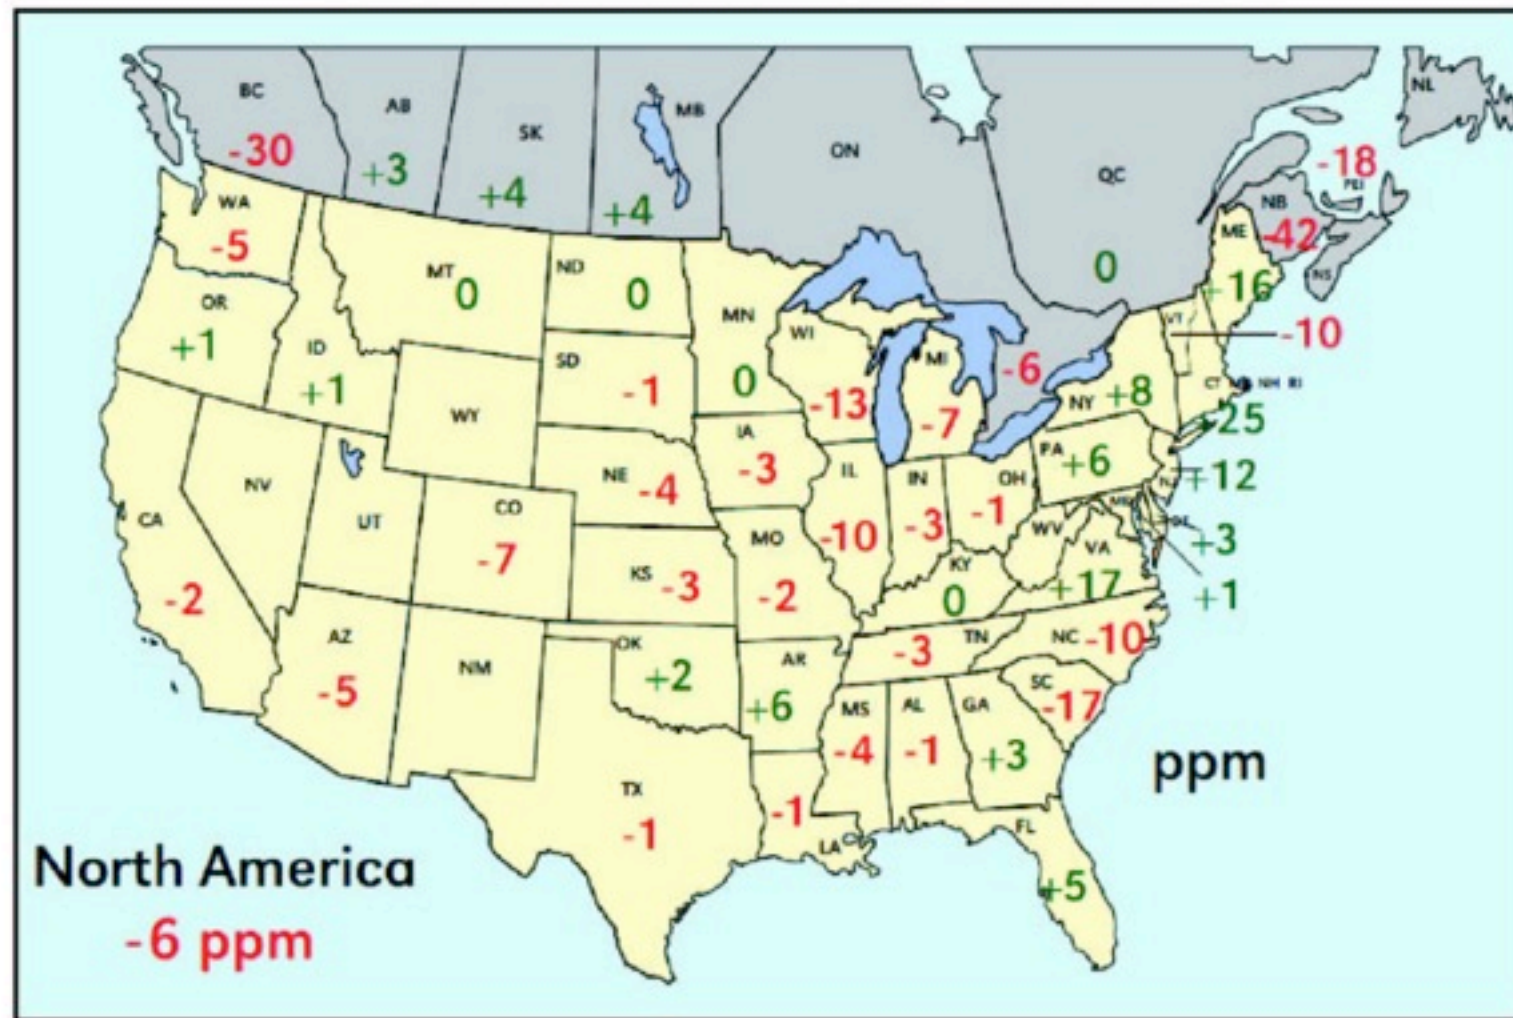 BC
-30
AB
+3
SK
+4
MB
+4
ON
-6
QC
0
NL
-18
PEI
NB
-42
NS
WA
-5
OR
+1
ID
+1
MT
0
ND
0
MN
0
WI
-13
MI
-7
ME
+16
VT
-10
CT MA NH RI
+25
NY +8
SD
-1
WY
IA
-3
NE -4
PA
+6
NJ +12
IL
-10
IN
-3
OH
-1
NV
UT
CA
-2
CO
-7
KS -3
MO
-2
KY
0
WV
VA
+17
MD
DE
+3
+1
AZ
-5
NM
OK
+2
AR
+6
TN
-3
NC -10
SC
-17
MS
-4
AL
-1
GA
+3
TX
-1
-1
LA
FL
+5
ppm
North America
-6 ppm